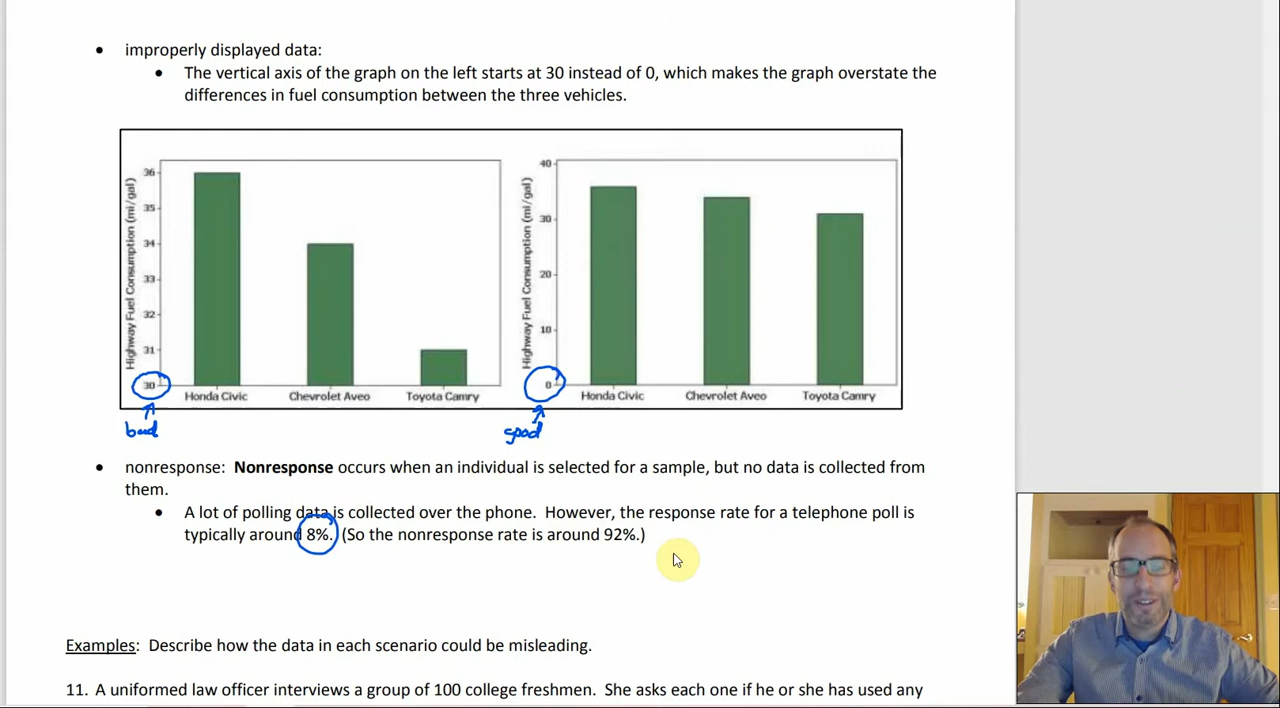 • improperly displayed data:
• The vertical axis of the graph on the left starts at 30 instead of 0, which makes the graph overstate the
differences in fuel consumption between the three vehicles.
Highway Fuel Consumption (mi/gal)
36
35
34
33
32
31
30
Honda Civic Chevrolet Aveo Toyota Camry
bad
Highway Fuel Consumption (mi/gal)
40
30
20
10
0
Honda Civic Chevrolet Aveo Toyota Camry
good
• nonresponse: Nonresponse occurs when an individual is selected for a sample, but no data is collected from
them.
• A lot of polling data is collected over the phone. However, the response rate for a telephone poll is
typically around 8%. (So the nonresponse rate is around 92%.)
Examples: Describe how the data in each scenario could be misleading.
11. A uniformed law officer interviews a group of 100 college freshmen. She asks each one if he or she has used any